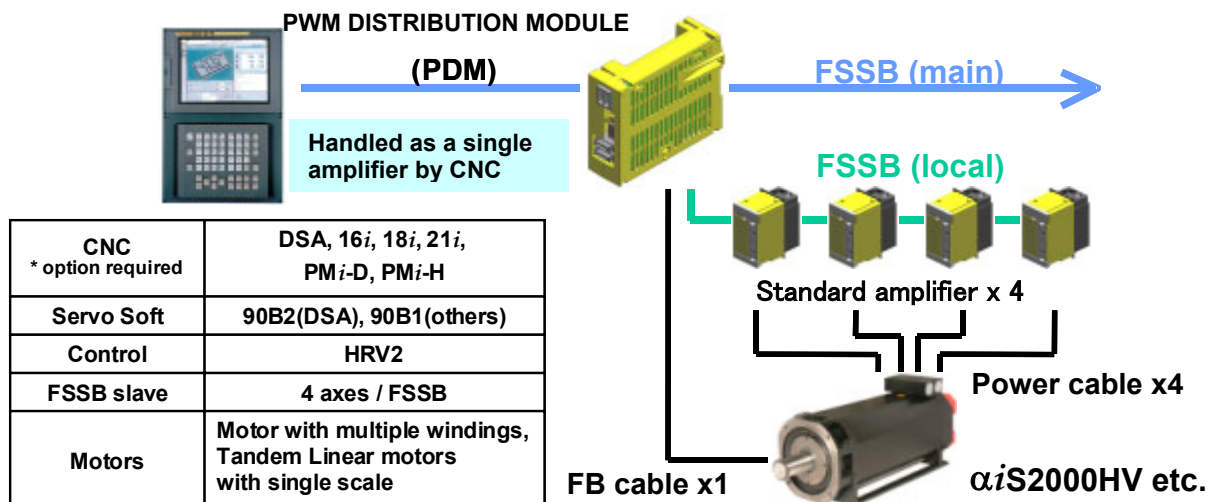 PWM DISTRIBUTION MODULE
(PDM)
FSSB (main)
Handled as a single
amplifier by CNC
FSSB (local)
CNC
* option required
DSA, 16i, 18i, 21i,
PMi-D, PMi-H
Servo Soft
90B2(DSA), 90B1(others)
Control
HRV2
FSSB slave
4 axes / FSSB
Motors
Motor with multiple windings,
Tandem Linear motors
with single scale
Standard amplifier x 4
Power cable x4
FB cable x1
αiS2000HV etc.